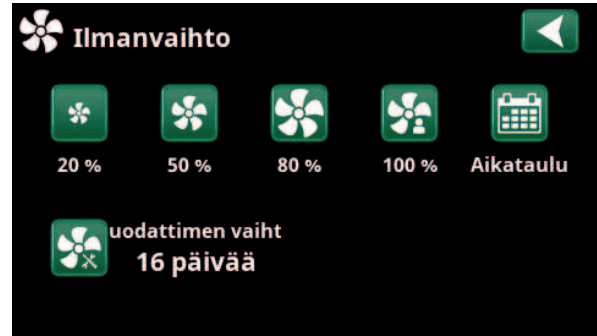 Ilmanvaihto
20 % 50 % 80 % 100 % Aikataulu
uodattimen vaiht
16 päivää